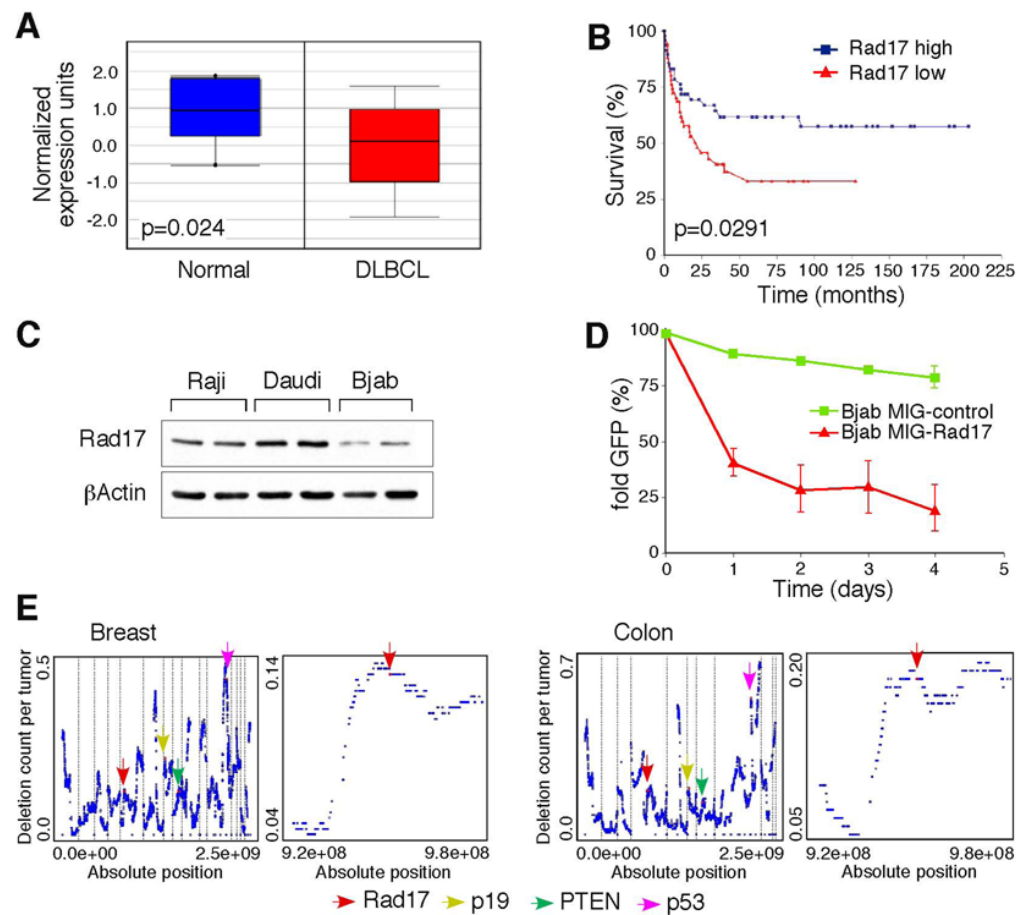 A
Normalized
expression units
2.0
1.0
0.0
-1.0
-2.0
p=0.024
Normal
DLBCL
B
Survival (%)
100
75
50
25
0
Rad17 high
Rad17 low
p=0.0291
0 25 50 75 100 125 150 175 200 225
Time (months)
C
Raji Daudi Bjab
Rad17
βActin
D
fold GFP (%)
100
75
50
25
0
Bjab MIG-control
Bjab MIG-Rad17
0 1 2 3 4 5
Time (days)
E
Breast
Deletion count per tumor
0.5
0.0
0.0e+00 2.5e+09
Absolute position
0.14
0.04
9.2e+08 9.8e+08
Absolute position
Colon
Deletion count per tumor
0.7
0.0
0.0e+00 2.5e+09
Absolute position
0.20
0.05
9.2e+08 9.8e+08
Absolute position
Rad17 p19 PTEN p53